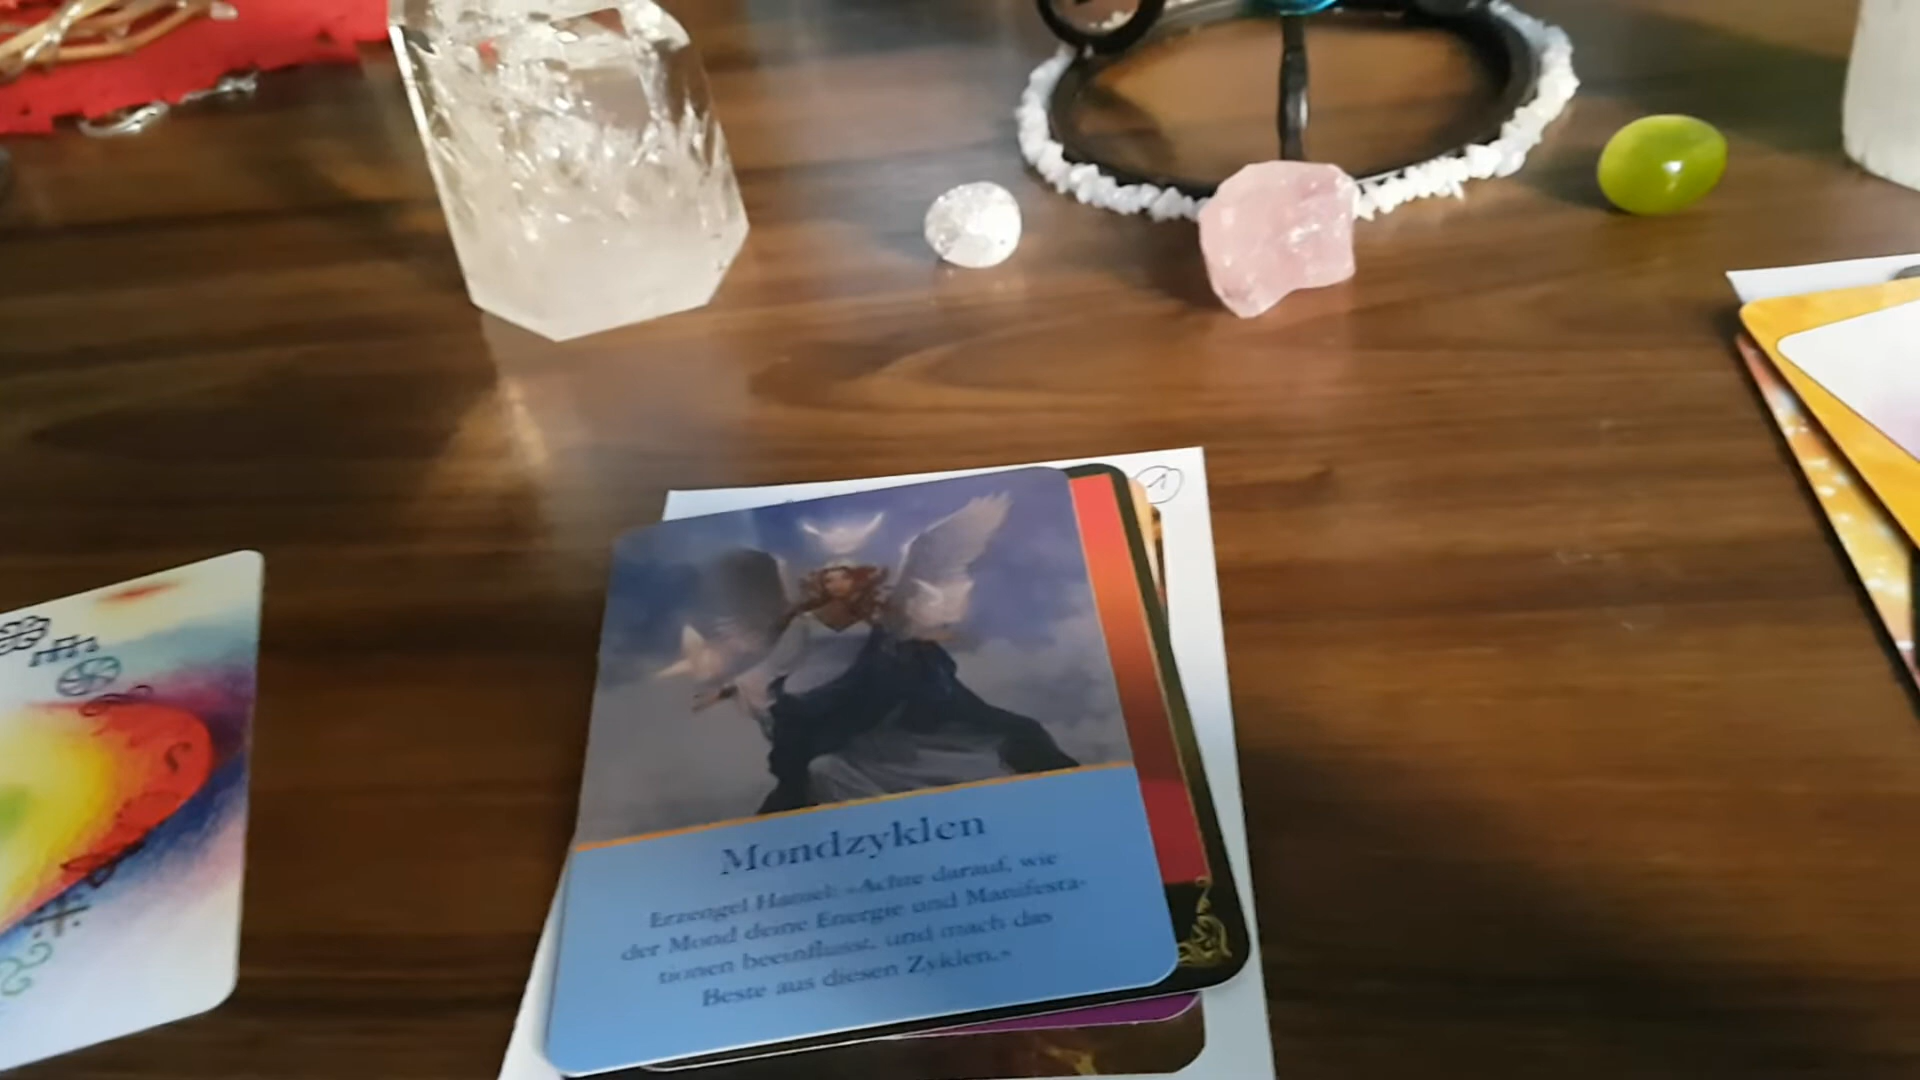 1
Mondzyklen
Erzengel Haniel: »Achte darauf, wie
der Mond deine Energie und Manifesta-
tionen beeinflusst, und mach das
Beste aus diesen Zyklen.«